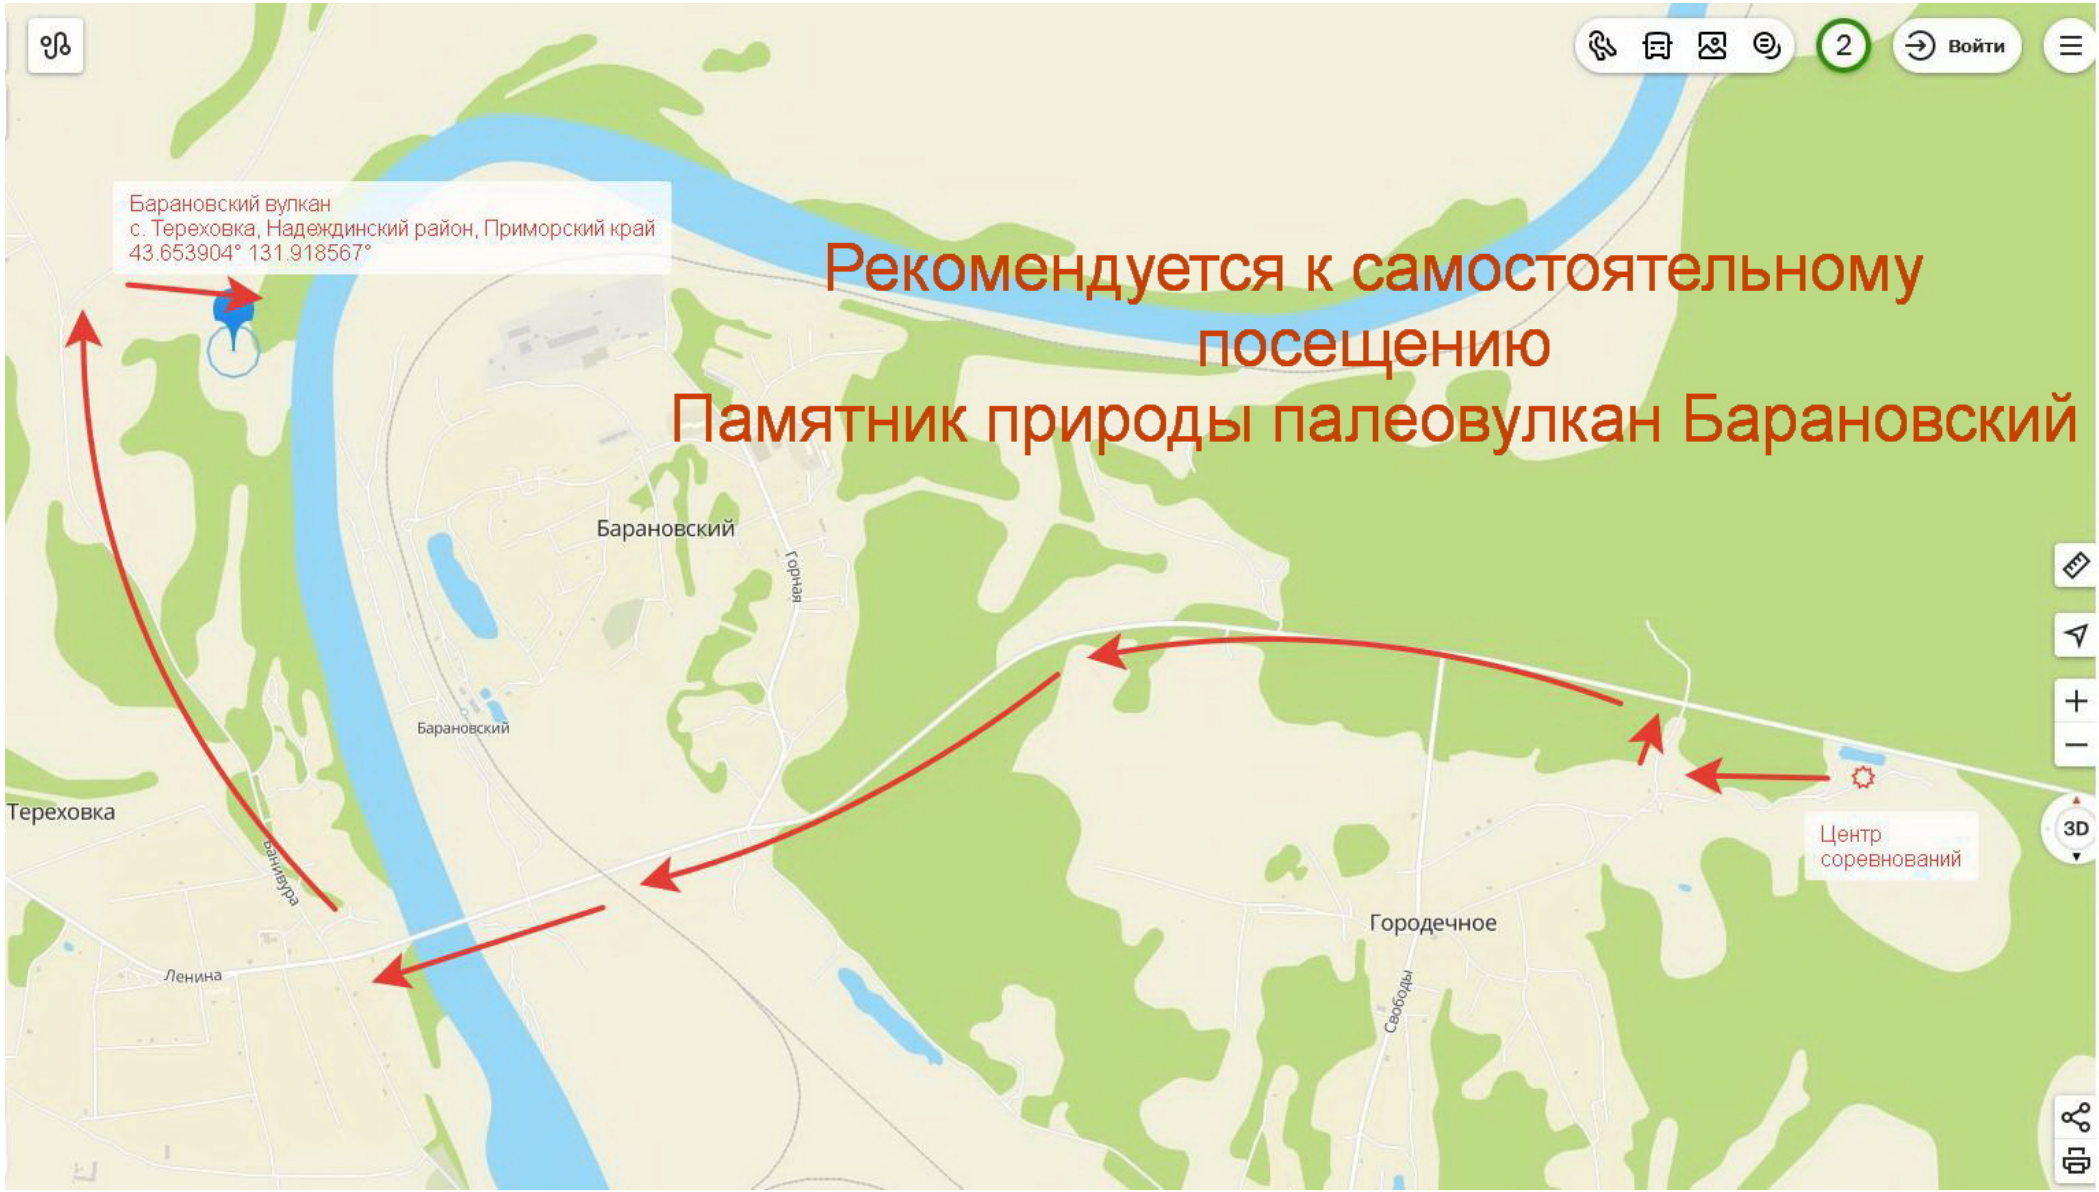 2
Войти
Барановский вулкан
с. Тереховка, Надеждинский район, Приморский край
43.653904° 131.918567°
Рекомендуется к самостоятельному
посещению
Памятник природы палеовулкан Барановский
Барановский
Горная
Барановский
Тереховка
Банивура
Ленина
Центр
соревнований
3D
Городечное
Свободы